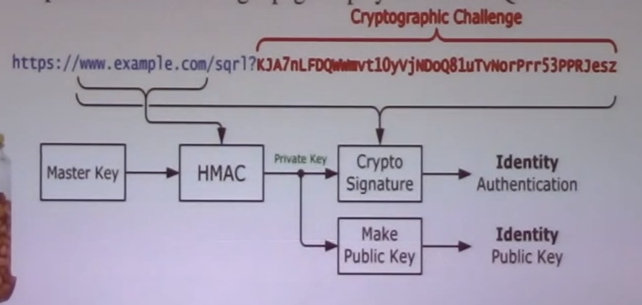 Cryptographic Challenge
https://www.example.com/sqrl?KJA7nLFDQWWmvt10yVjNDoQ81uTvNorPrr53PPRJesz
Private Key
Master Key
HMAC
Crypto
Signature
Identity
Authentication
Make
Public Key
Identity
Public Key